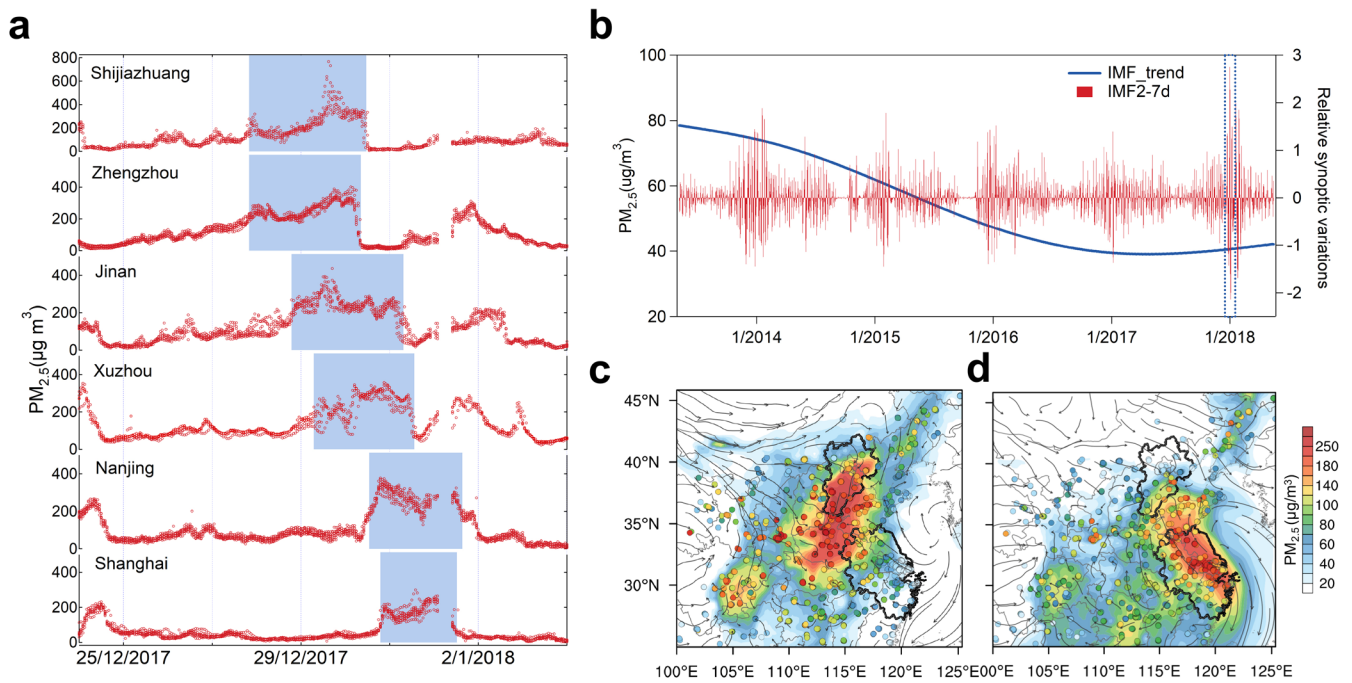 a
PM2.5(µg m3)
Shijiazhuang
800
600
400
200
0
Zhengzhou
400
200
0
Jinan
400
200
0
Xuzhou
400
200
0
Nanjing
400
200
0
Shanghai
400
200
0
25/12/2017 29/12/2017 2/1/2018
b
PM2.5(ug/m3)
100
80
60
40
20
IMF_trend
IMF2-7d
3
2
1
0
-1
-2
Relative synoptic variations
1/2014 1/2015 1/2016 1/2017 1/2018
c
45°N
40°N
35°N
30°N
100°E 105°E 110°E 115°E 120°E 125°E
d
100°E 105°E 110°E 115°E 120°E 125°E
PM2.5 (µg/m3)
250
180
140
100
80
60
40
20